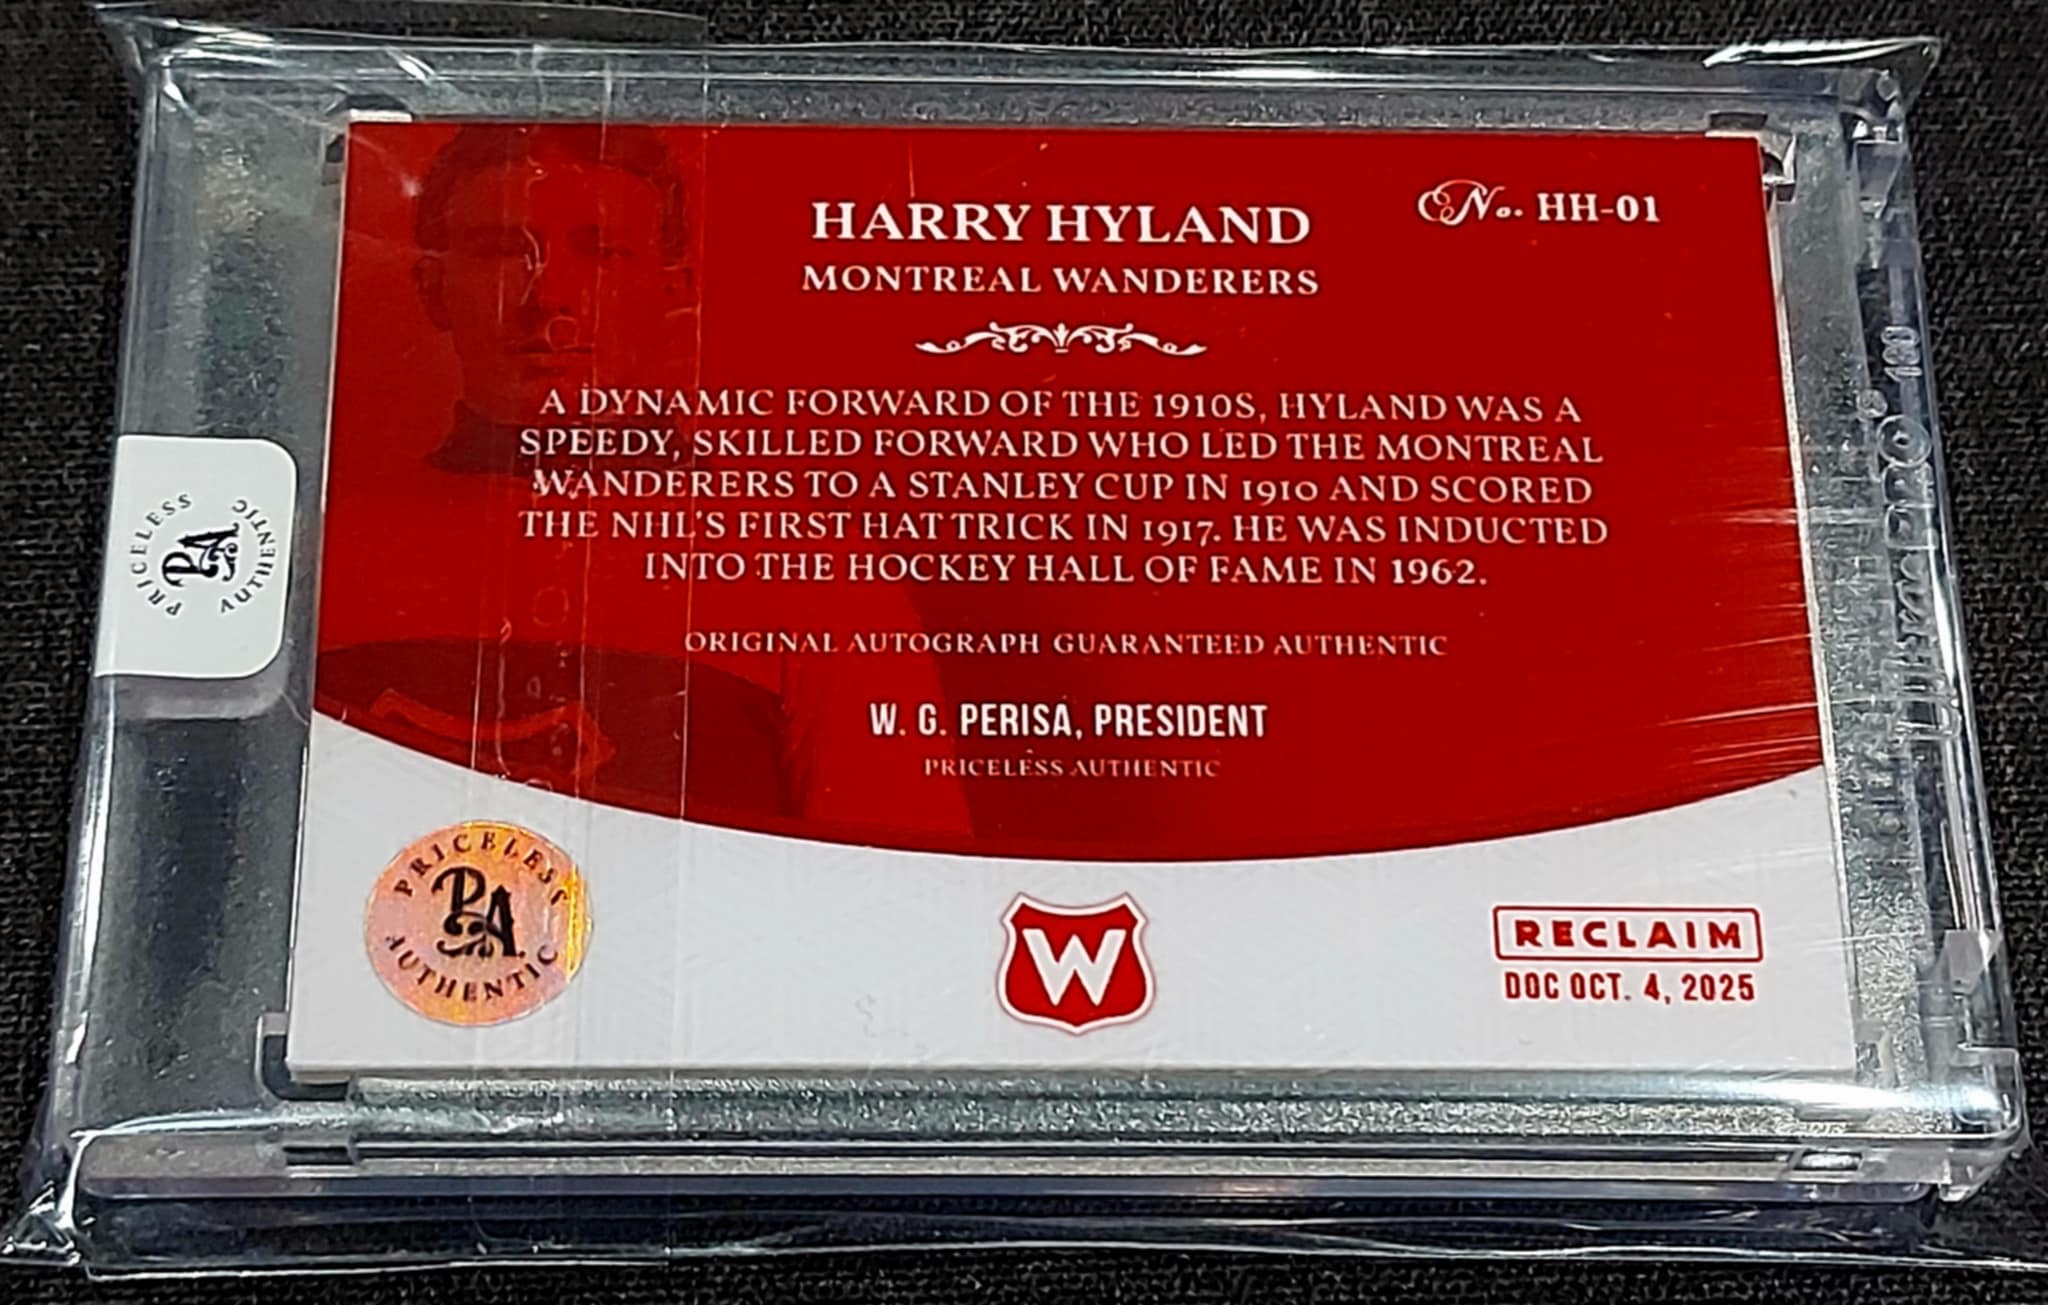 HARRY HYLAND
No. HH-01
MONTREAL WANDERERS
A DYNAMIC FORWARD OF THE 1910S, HYLAND WAS A
SPEEDY, SKILLED FORWARD WHO LED THE MONTREAL
WANDERERS TO A STANLEY CUP IN 1910 AND SCORED
THE NHL'S FIRST HAT TRICK IN 1917. HE WAS INDUCTED
INTO THE HOCKEY HALL OF FAME IN 1962.
ORIGINAL AUTOGRAPH GUARANTEED AUTHENTIC
W. G. PERISA, PRESIDENT
PRICELESS AUTHENTIC
PRICELESS
PA
AUTHENTIC
PRICELESS
PA
AUTHENTIC
W
RECLAIM
DOC OCT. 4, 2025
180